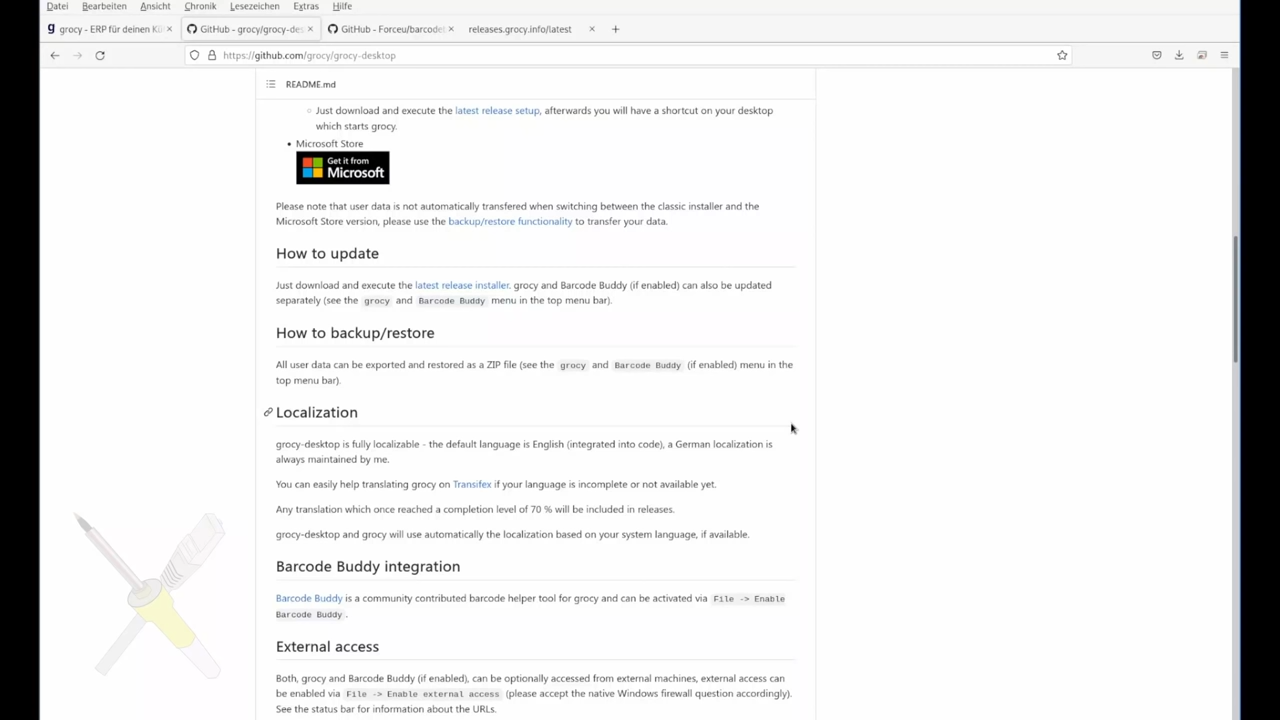 Datei Bearbeiten Ansicht Chronik Lesezeichen Extras Hilfe
grocy - ERP für deinen Kü
GitHub - grocy/grocy-des
GitHub - Forceu/barcodeb
releases.grocy.info/latest
https://github.com/grocy/grocy-desktop
README.md
Just download and execute the latest release setup, afterwards you will have a shortcut on your desktop
which starts grocy.
Microsoft Store
Get it from
Microsoft
Please note that user data is not automatically transfered when switching between the classic installer and the
Microsoft Store version, please use the backup/restore functionality to transfer your data.
How to update
Just download and execute the latest release installer. grocy and Barcode Buddy (if enabled) can also be updated
separately (see the grocy and Barcode Buddy menu in the top menu bar).
How to backup/restore
All user data can be exported and restored as a ZIP file (see the grocy and Barcode Buddy (if enabled) menu in the
top menu bar).
Localization
grocy-desktop is fully localizable - the default language is English (integrated into code), a German localization is
always maintained by me.
You can easily help translating grocy on Transifex if your language is incomplete or not available yet.
Any translation which once reached a completion level of 70 % will be included in releases.
grocy-desktop and grocy will use automatically the localization based on your system language, if available.
Barcode Buddy integration
Barcode Buddy is a community contributed barcode helper tool for grocy and can be activated via File -> Enable
Barcode Buddy.
External access
Both, grocy and Barcode Buddy (if enabled), can be optionally accessed from external machines, external access can
be enabled via File -> Enable external access (please accept the native Windows firewall question accordingly).
See the status bar for information about the URLs.